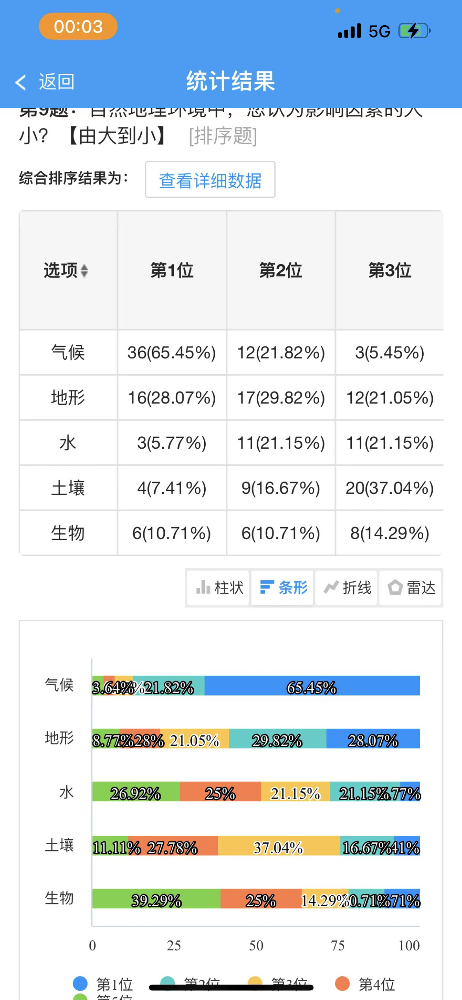 00:03
5G
返回
统计结果
第9题：自然地理环境中，您认为影响因素的大
小？【由大到小】 [排序题]
综合排序结果为：
查看详细数据
选项 第1位 第2位 第3位
气候 36(65.45%) 12(21.82%) 3(5.45%)
地形 16(28.07%) 17(29.82%) 12(21.05%)
水 3(5.77%) 11(21.15%) 11(21.15%)
土壤 4(7.41%) 9(16.67%) 20(37.04%)
生物 6(10.71%) 6(10.71%) 8(14.29%)
柱状 条形 折线 雷达
气候 3.64% 21.82% 65.45%
地形 8.77% 28% 21.05% 29.82% 28.07%
水 26.92% 25% 21.15% 21.15% .77%
土壤 11.11% 27.78% 37.04% 16.67% 41%
生物 39.29% 25% 14.29% 0.71% 71%
0 25 50 75 100
第1位 第2位 第3位 第4位
第5位